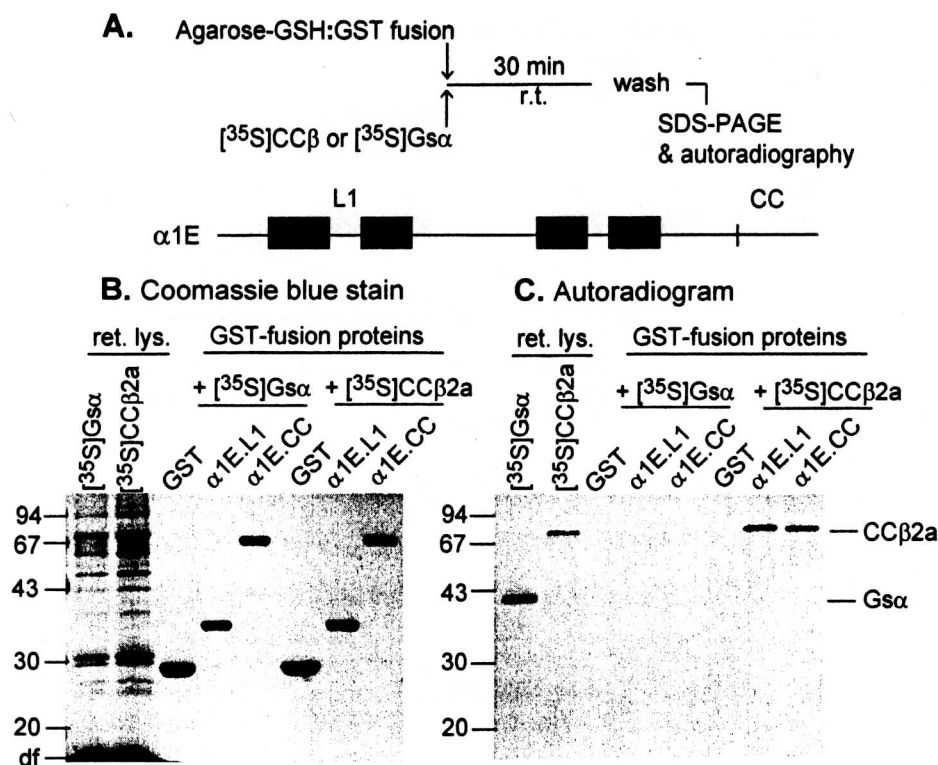 A. Agarose-GSH:GST fusion
30 min
r.t.
wash
[³⁵S]CCβ or [³⁵S]Gsα
SDS-PAGE
& autoradiography
L1
CC
α1E
B. Coomassie blue stain
ret. lys.
GST-fusion proteins
+ [³⁵S]Gsα
+ [³⁵S]CCβ2a
[³⁵S]Gsα
[³⁵S]CCβ2a
GST
α1E.L1
α1E.CC
GST
α1E.L1
α1E.CC
94
67
43
30
20
df
C. Autoradiogram
ret. lys.
GST-fusion proteins
+ [³⁵S]Gsα
+ [³⁵S]CCβ2a
[³⁵S]Gsα
[³⁵S]CCβ2a
GST
α1E.L1
α1E.CC
GST
α1E.L1
α1E.CC
94
67
43
30
20
CCβ2a
Gsα